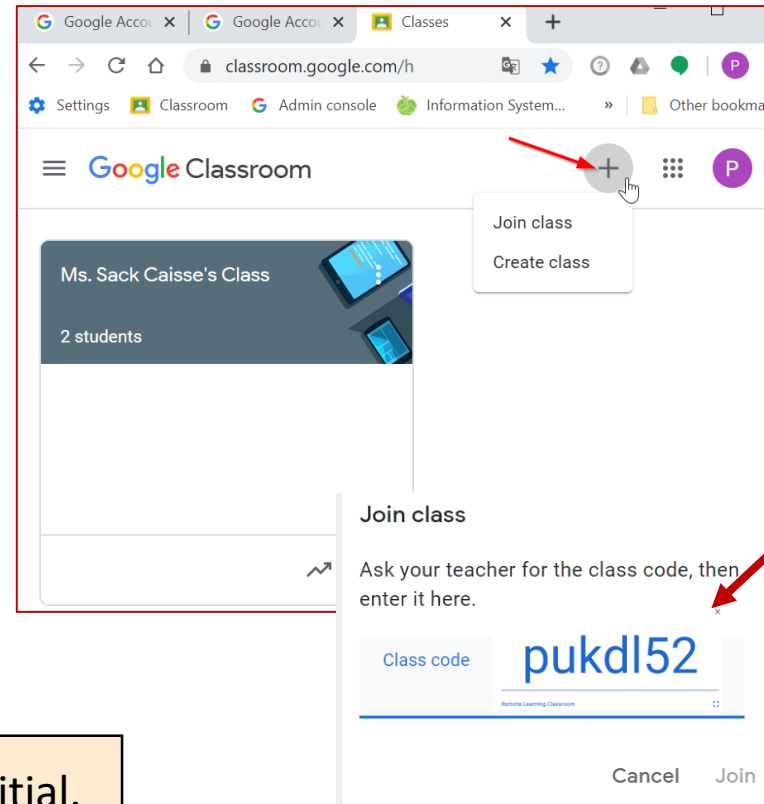 Google Accou × Google Accou × Classes × +
classroom.google.com/h P
Settings Classroom G Admin console Information System... » Other bookma
Google Classroom + P
Join class
Create class
Ms. Sack Caisse's Class
2 students
Join class
Ask your teacher for the class code, then
enter it here.
Class code pukdl52
Remote Learning Classroom
Cancel Join
itial.